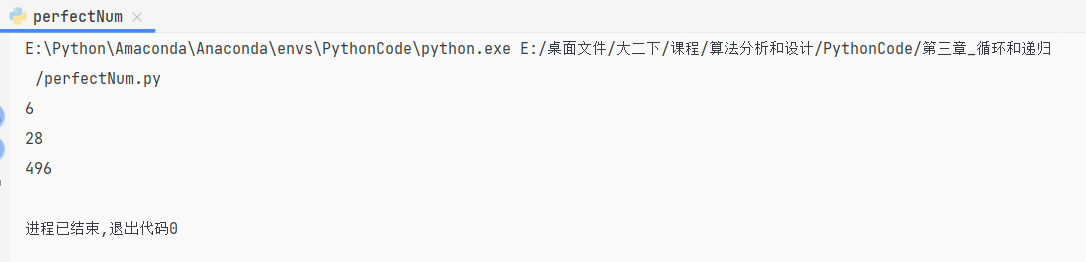 perfectNum
E:\Python\Amaconda\Anaconda\envs\PythonCode\python.exe E:/桌面文件/大二下/课程/算法分析和设计/PythonCode/第三章_循环和递归
/perfectNum.py
6
28
496
进程已结束,退出代码0